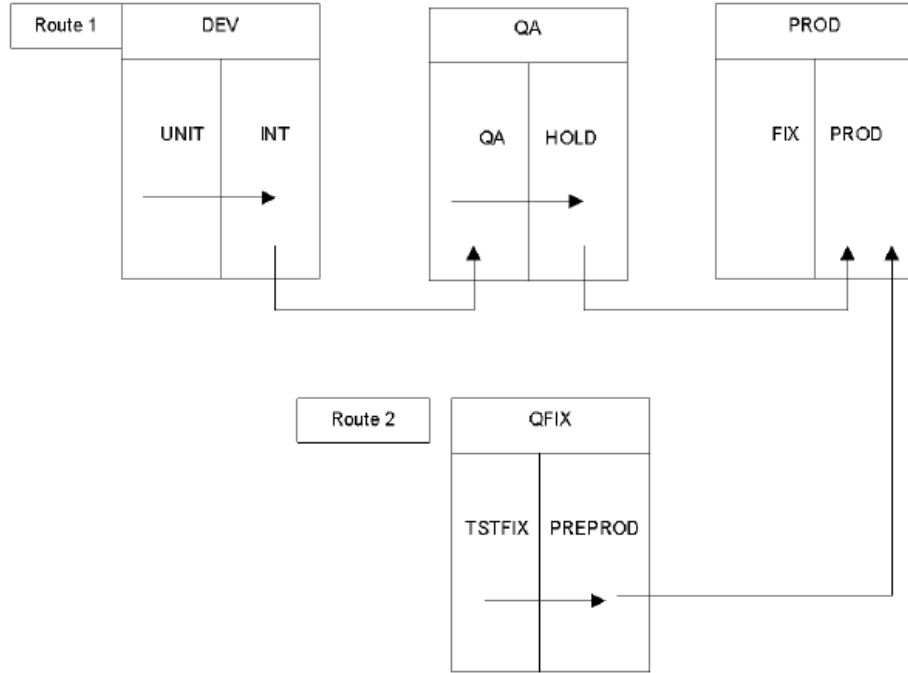 Route 1
DEV
QA
PROD
UNIT INT
QA HOLD
FIX PROD
Route 2
QFIX
TSTFIX PREPROD